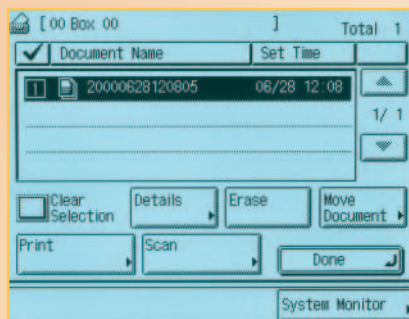 [ 00 Box 00 ] Total 1
Document Name Set Time
1 20000628120805 06/28 12:08
1/ 1
Clear Selection Details Erase Move Document
Print Scan Done
System Monitor